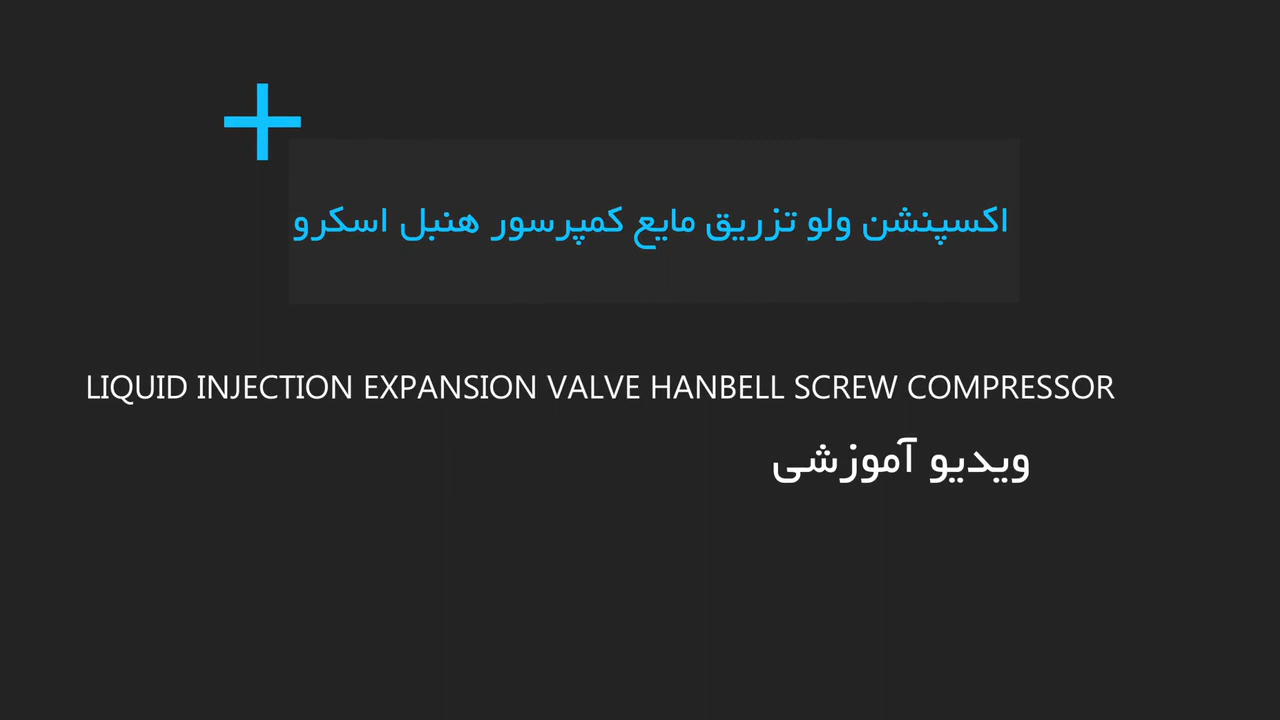 اکسپنشن ولو تزریق مایع کمپرسور هنبل اسکرو
LIQUID INJECTION EXPANSION VALVE HANBELL SCREW COMPRESSOR
ویدیو آموزشی